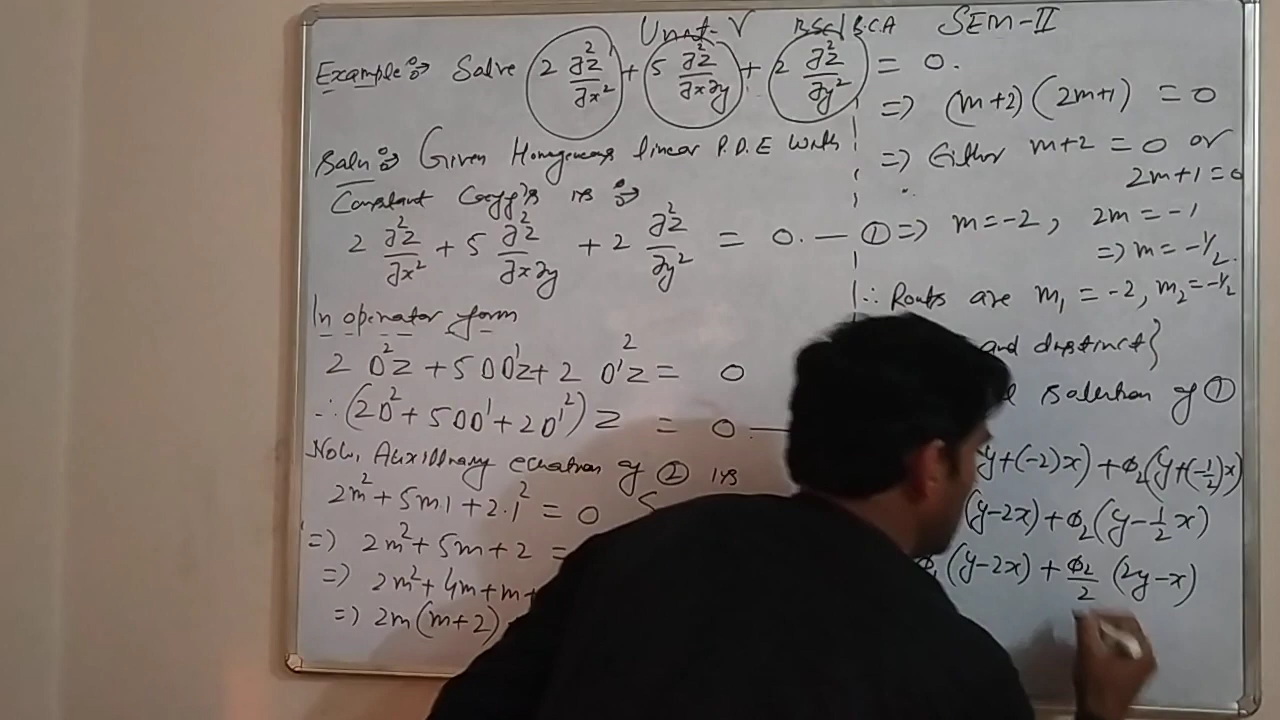 Unit-V BSC/B.C.A SEM-II
Example:→ Solve 2 ∂²z/∂x² + 5 ∂²z/∂x∂y + 2 ∂²z/∂y² = 0.
Soln:→ Given Homogeneous linear P.D.E with
Constant Coeff's is :→
2 ∂²z/∂x² + 5 ∂²z/∂x∂y + 2 ∂²z/∂y² = 0. — ①
In operator form
2 D²z + 5DD'z + 2 D'²z = 0
∴ (2D² + 5DD' + 2D'²) z = 0. —
Now, Auxillary equation of ② is
2m² + 5m.1 + 2.1² = 0
=> 2m² + 5m + 2 =
=> 2m² + 4m + m +
=> 2m(m+2)
=> (m+2)(2m+1) = 0
=> Either m+2 = 0 or
2m+1 = 0
=> m = -2, 2m = -1
=> m = -1/2.
∴ Roots are m₁ = -2, m₂ = -1/2
and distinct}
Solution of ①
y+(-2)x) + φ₂(y+(-1/2)x)
(y-2x) + φ₂(y-1/2x)
φ₁(y-2x) + φ₂/2 (2y-x)